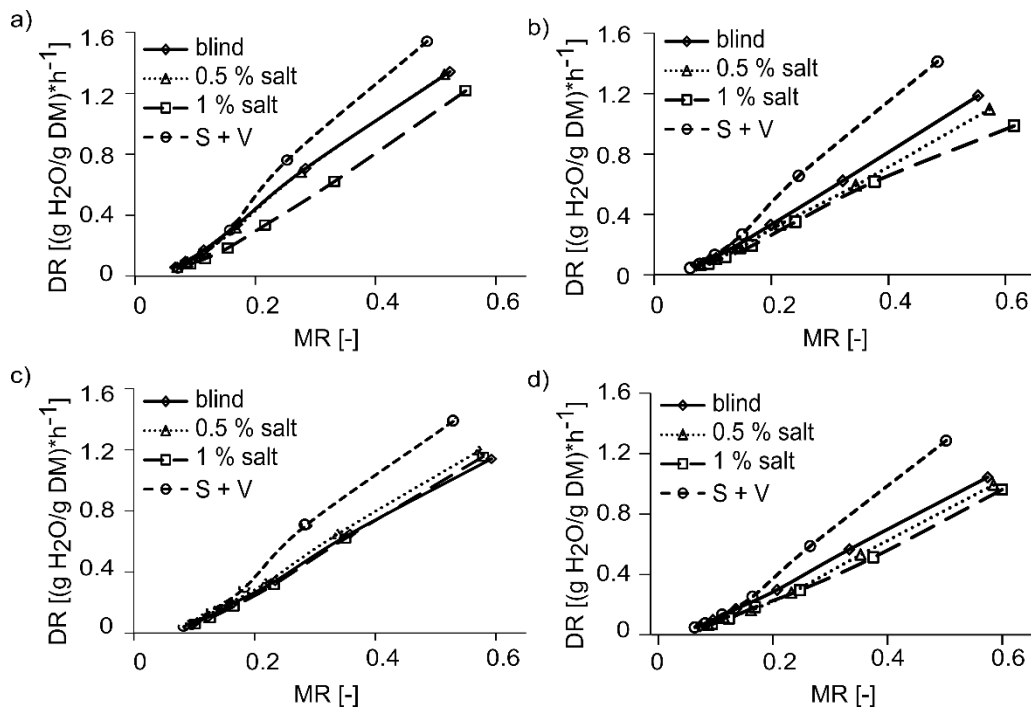 a)
DR [(g H2O/g DM)*h−1]
1.6
1.2
0.8
0.4
0
blind
0.5 % salt
1 % salt
S + V
0 0.2 0.4 0.6
MR [-]
b)
DR [(g H2O/g DM)*h−1]
1.6
1.2
0.8
0.4
0
blind
0.5 % salt
1 % salt
S + V
0 0.2 0.4 0.6
MR [-]
c)
DR [(g H2O/g DM)*h−1]
1.6
1.2
0.8
0.4
0
blind
0.5 % salt
1 % salt
S + V
0 0.2 0.4 0.6
MR [-]
d)
DR [(g H2O/g DM)*h−1]
1.6
1.2
0.8
0.4
0
blind
0.5 % salt
1 % salt
S + V
0 0.2 0.4 0.6
MR [-]